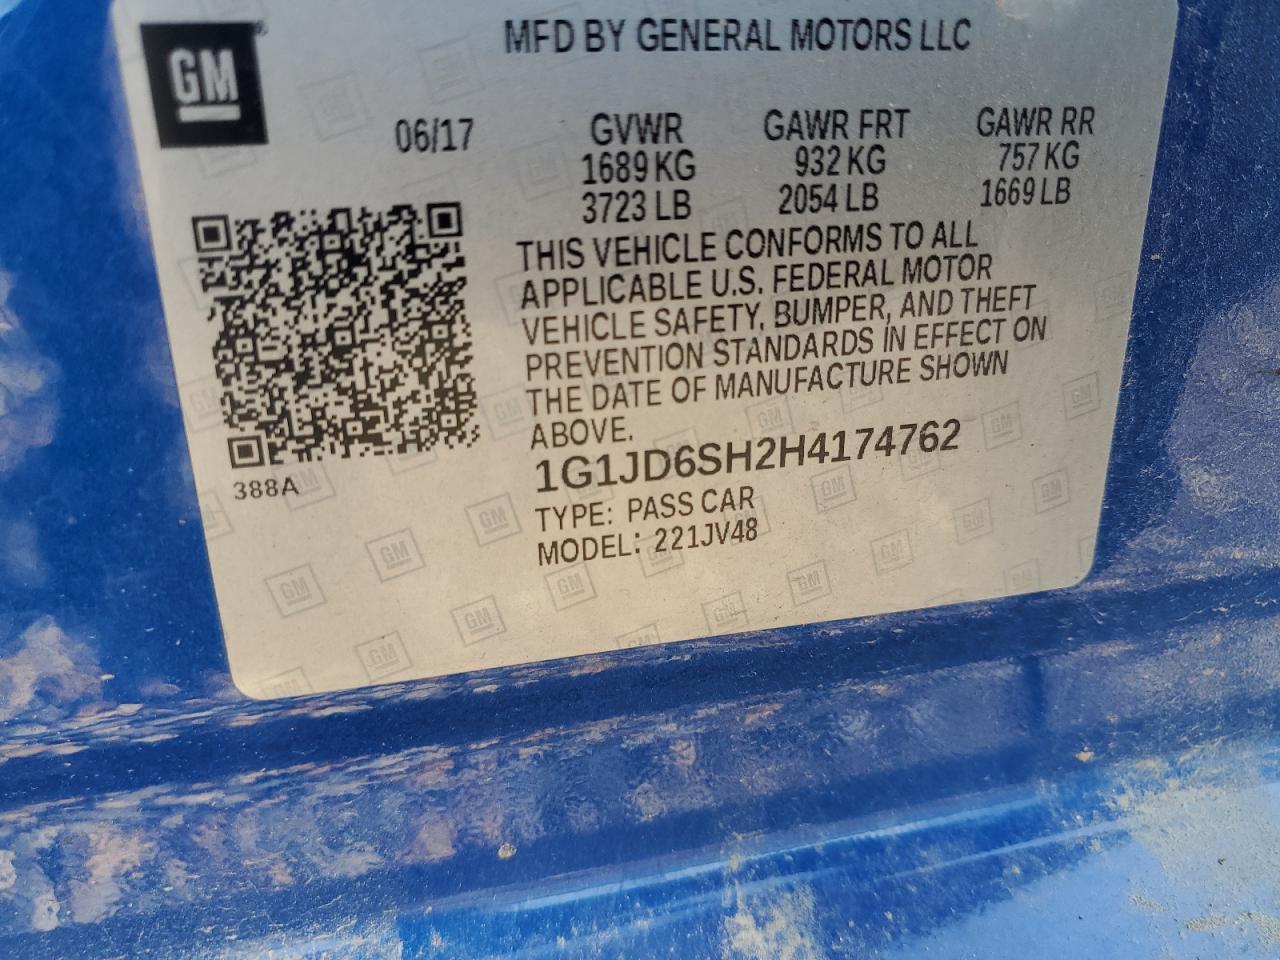 GM
MFD BY GENERAL MOTORS LLC
06/17
GVWR GAWR FRT GAWR RR
1689 KG 932 KG 757 KG
3723 LB 2054 LB 1669 LB
THIS VEHICLE CONFORMS TO ALL
APPLICABLE U.S. FEDERAL MOTOR
VEHICLE SAFETY, BUMPER, AND THEFT
PREVENTION STANDARDS IN EFFECT ON
THE DATE OF MANUFACTURE SHOWN
ABOVE.
388A
1G1JD6SH2H4174762
TYPE: PASS CAR
MODEL: 221JV48